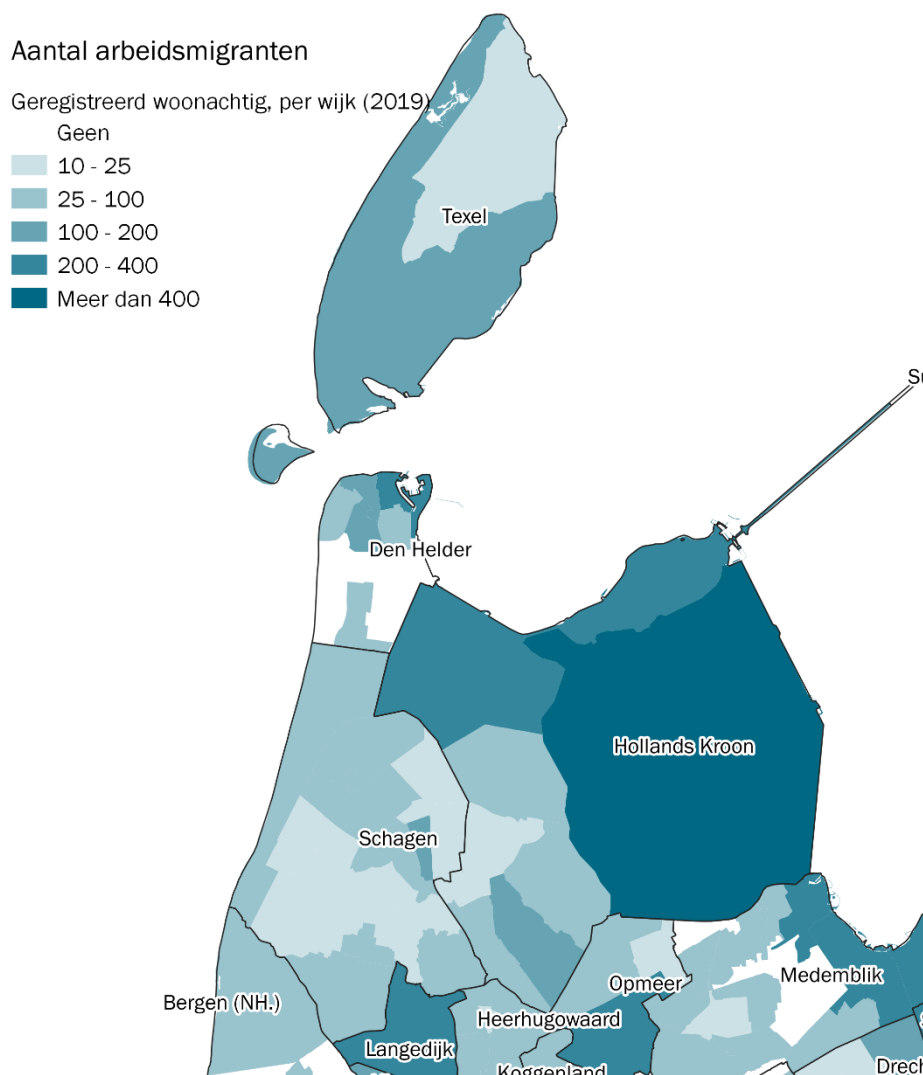 Aantal arbeidsmigranten
Geregistreerd woonachtig, per wijk (2019)
Geen
10 - 25
25 - 100
100 - 200
200 - 400
Meer dan 400
Texel
Den Helder
Hollands Kroon
Schagen
Medemblik
Opmeer
Bergen (NH.)
Heerhugowaard
Langedijk
Koggenland